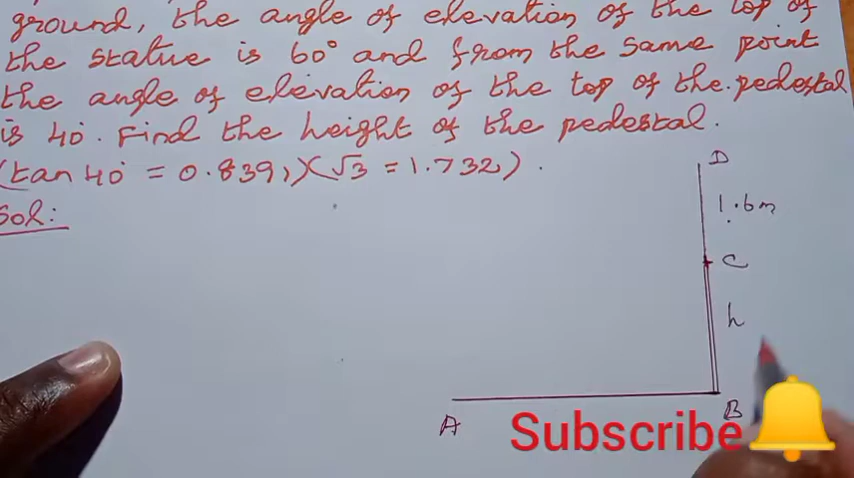 ground, the angle of elevation of the top of
the statue is 60° and from the same point
the angle of elevation of the top of the pedestal
is 40°. Find the height of the pedestal.
(tan 40° = 0.8391)(√3 = 1.732).
Sol:
D
1.6m
C
h
B
A
Subscribe